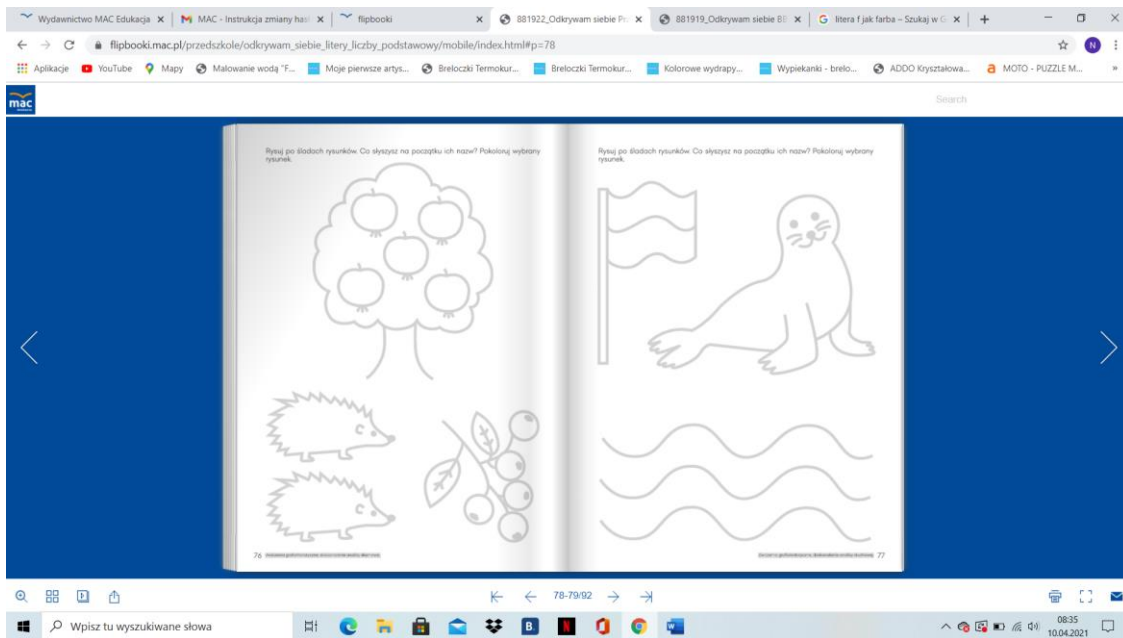 Wydawnictwo MAC Edukacja
MAC - Instrukcja zmiany has
flipbooki
881922_Odkrywam siebie Pr
881919_Odkrywam siebie BE
litera f jak farba – Szukaj w G
flipbooki.mac.pl/przedszkole/odkrywam_siebie_litery_liczby_podstawowy/mobile/index.html#p=78
N
Aplikacje
YouTube
Mapy
Malowanie wodą "F...
Moje pierwsze artys...
Breloczki Termokur...
Breloczki Termokur...
Kolorowe wydrapy...
Wypiekanki - brelo...
ADDO Kryształowa...
MOTO - PUZZLE M...
mac
Search
Rysuj po śladach rysunków. Co słyszysz na początku ich nazw? Pokoloruj wybrany
rysunek.
76
Rysuj po śladach rysunków. Co słyszysz na początku ich nazw? Pokoloruj wybrany
rysunek.
77
78-79/92
Wpisz tu wyszukiwane słowa
08:35
10.04.2021